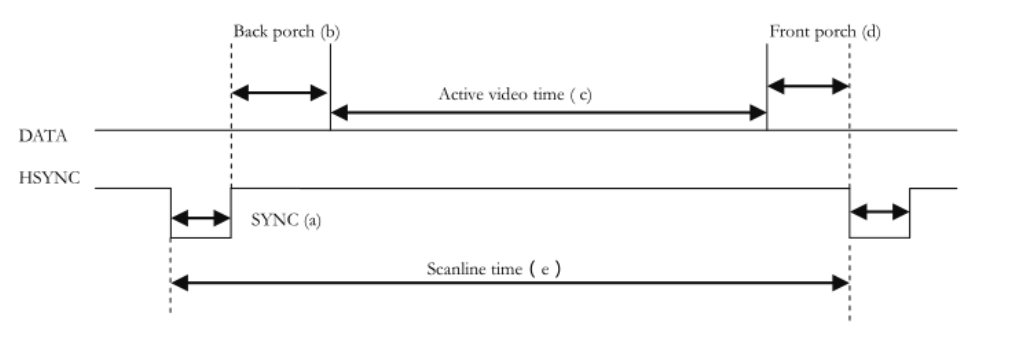 Back porch (b)
Front porch (d)
Active video time ( c)
DATA
HSYNC
SYNC (a)
Scanline time ( e )